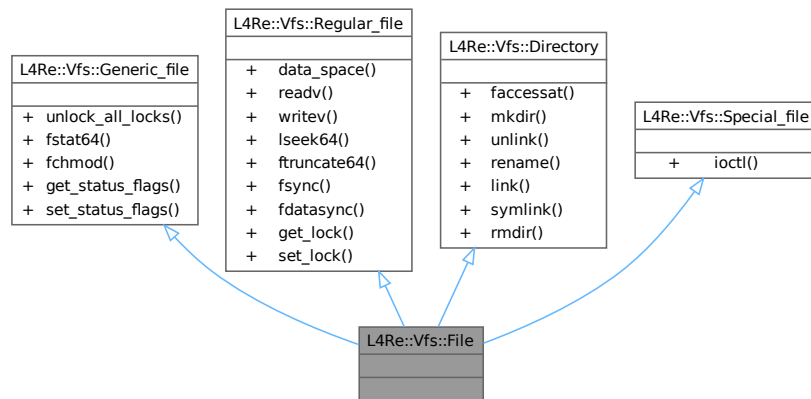 L4Re::Vfs::Generic_file
+ unlock_all_locks()
+ fstat64()
+ fchmod()
+ get_status_flags()
+ set_status_flags()
L4Re::Vfs::Regular_file
+ data_space()
+ readv()
+ writev()
+ lseek64()
+ ftruncate64()
+ fsync()
+ fdatasync()
+ get_lock()
+ set_lock()
L4Re::Vfs::Directory
+ faccessat()
+ mkdir()
+ unlink()
+ rename()
+ link()
+ symlink()
+ rmdir()
L4Re::Vfs::Special_file
+ ioctl()
L4Re::Vfs::File